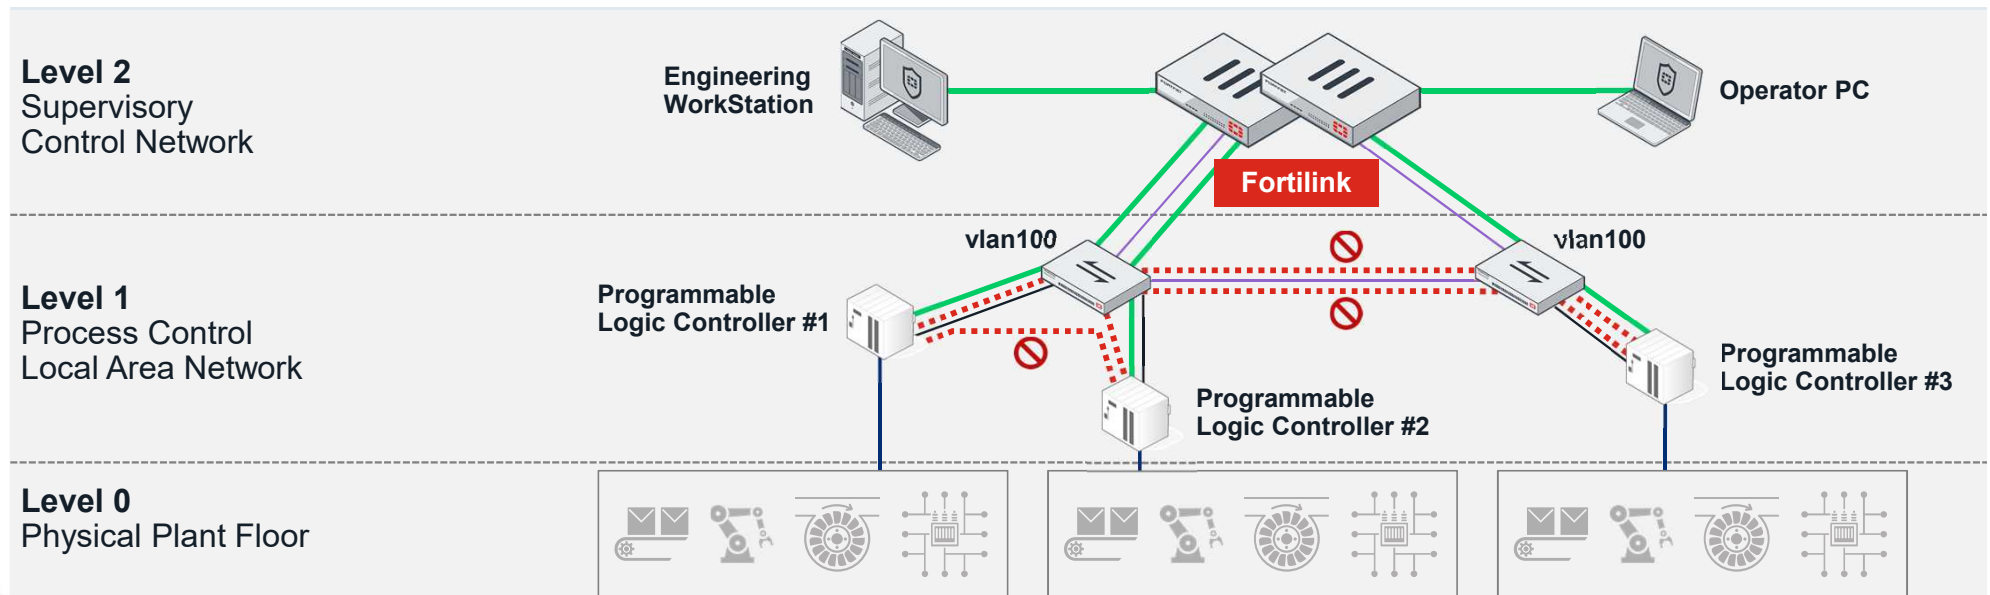 Level 2
Supervisory
Control Network
Engineering
WorkStation
Operator PC
Fortilink
Level 1
Process Control
Local Area Network
vlan100
vlan100
Programmable
Logic Controller #1
Programmable
Logic Controller #2
Programmable
Logic Controller #3
Level 0
Physical Plant Floor